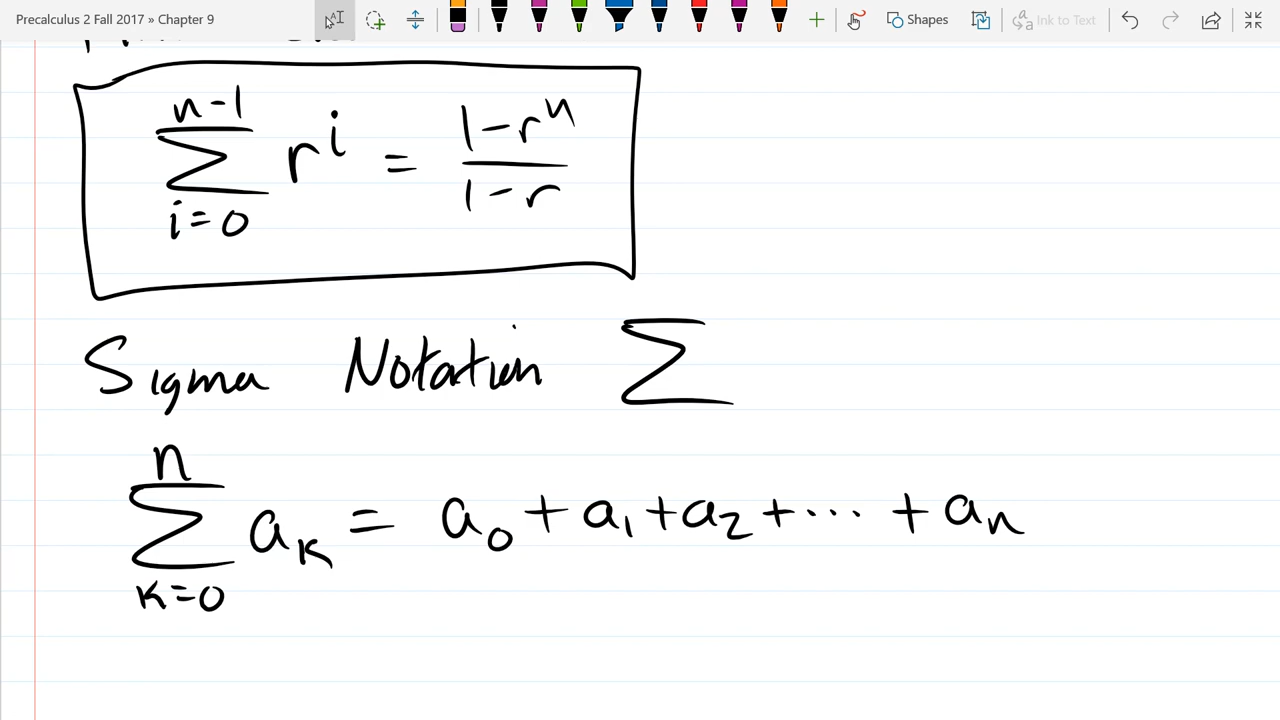 Precalculus 2 Fall 2017 » Chapter 9
Shapes
Ink to Text
n-1
∑ r^i = (1-r^n)/(1-r)
i=0
Sigma Notation ∑
n
∑ a_k = a_0 + a_1 + a_2 + ... + a_n
k=0